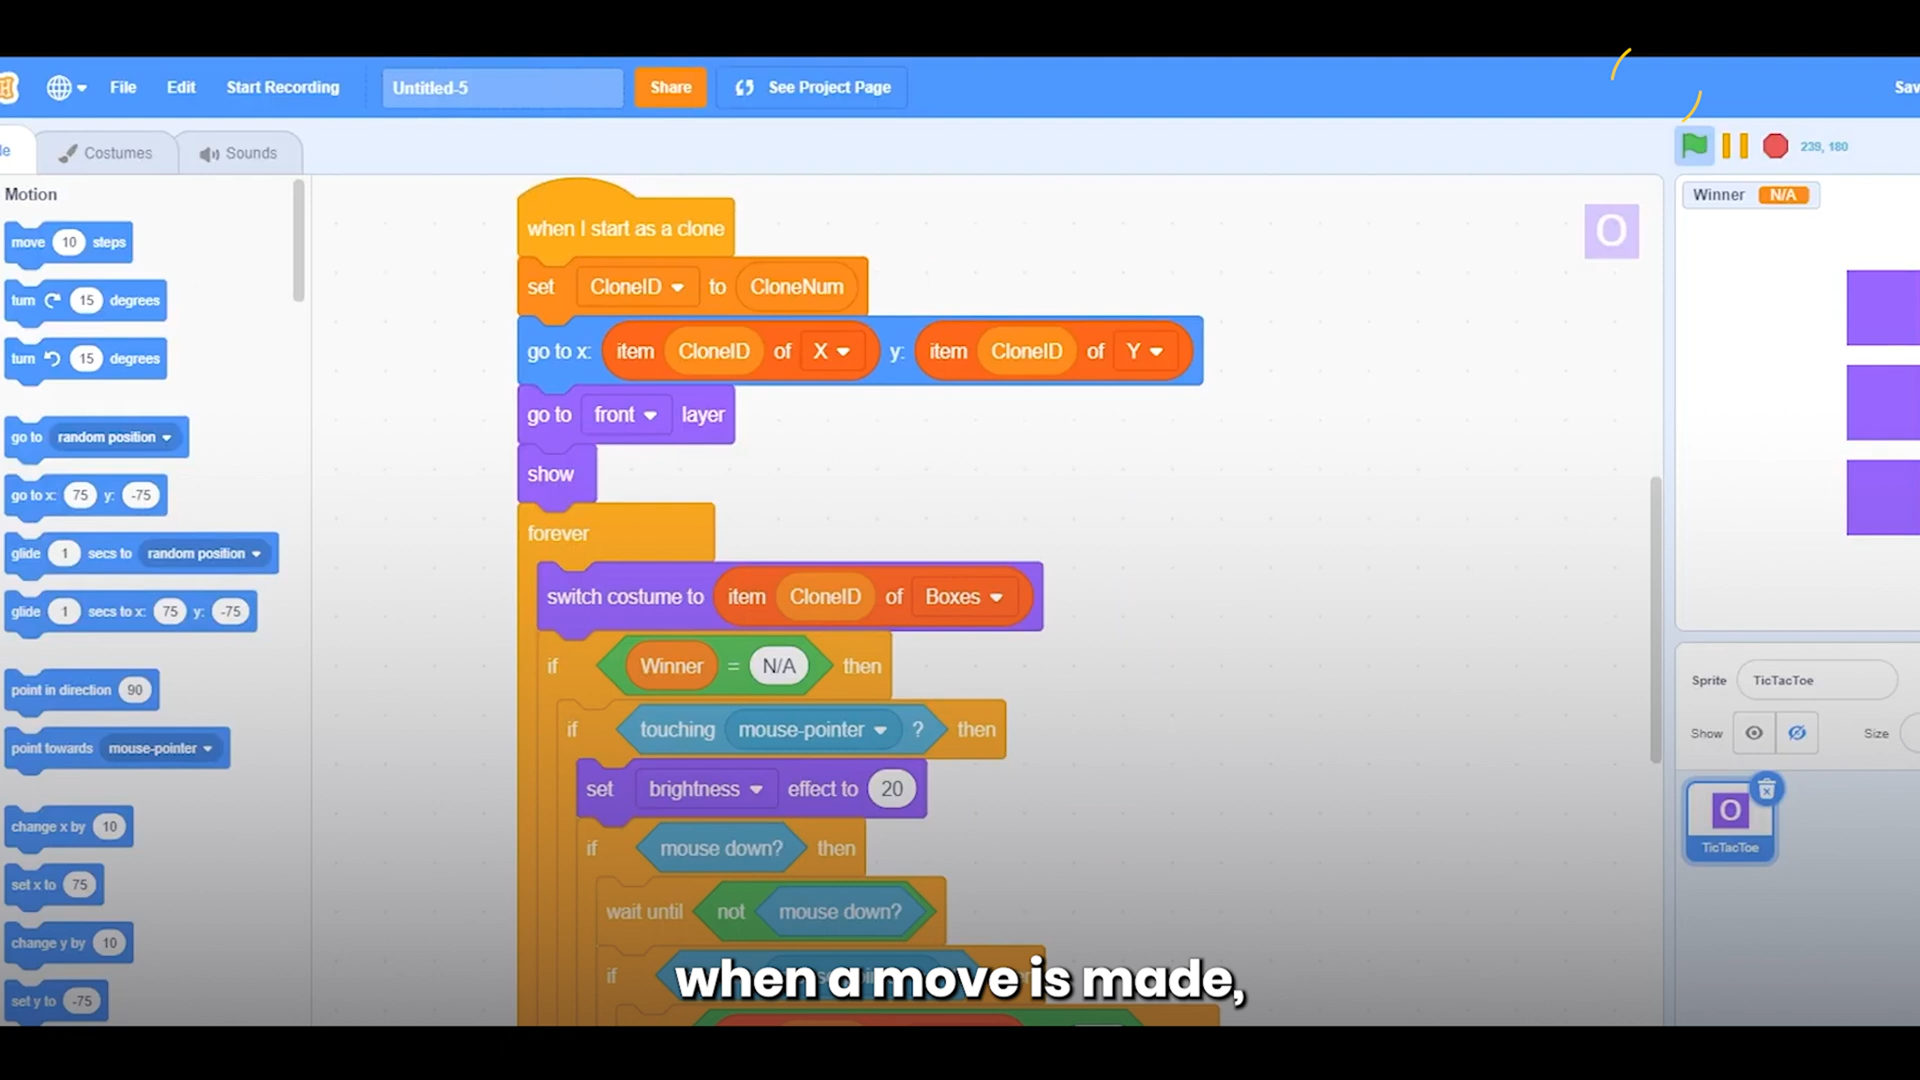 File Edit Start Recording Untitled-5 Share See Project Page
Costumes Sounds
239, 180
Motion
Winner N/A
move 10 steps
turn 15 degrees
turn 15 degrees
go to random position
go to x: 75 y: -75
glide 1 secs to random position
glide 1 secs to x: 75 y: -75
point in direction 90
point towards mouse-pointer
change x by 10
set x to 75
change y by 10
set y to -75
when I start as a clone
set CloneID to CloneNum
go to x: item CloneID of X y: item CloneID of Y
go to front layer
show
forever
switch costume to item CloneID of Boxes
if Winner = N/A then
if touching mouse-pointer ? then
set brightness effect to 20
if mouse down? then
wait until not mouse down?
if
when a move is made,
O
Sprite TicTacToe
Show Size
O
TicTacToe